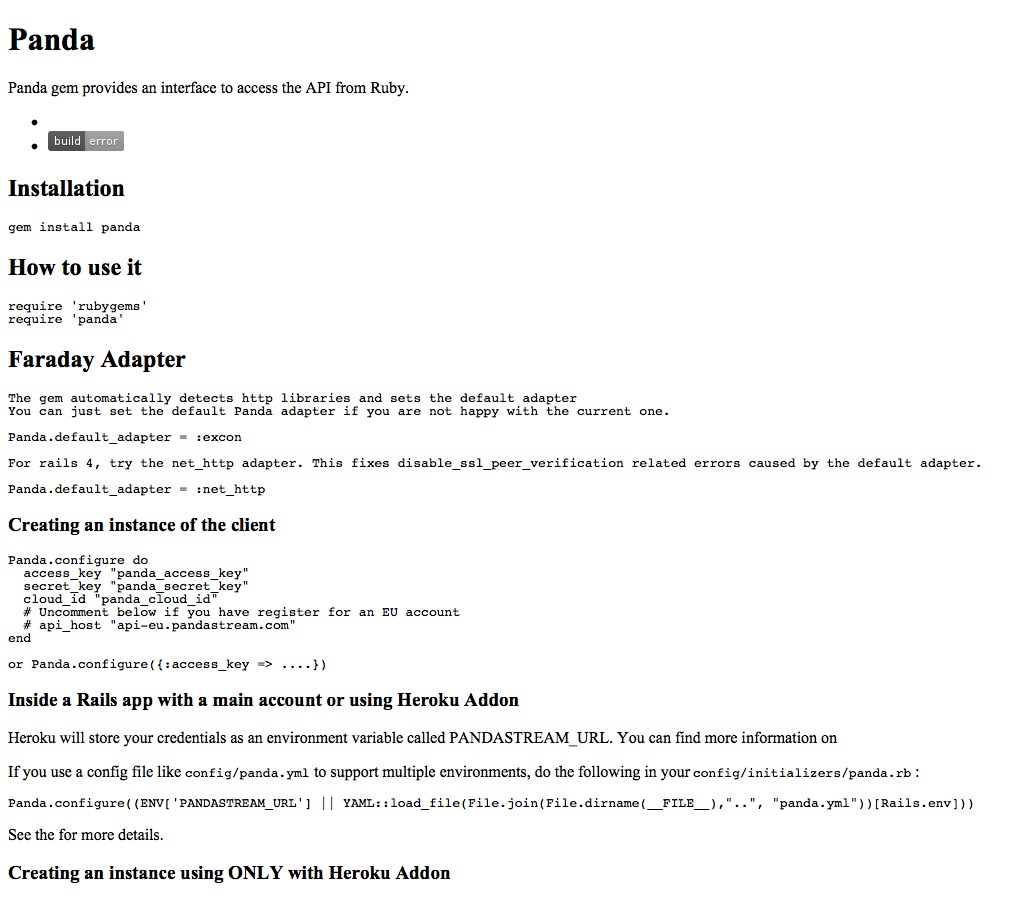 Panda
Panda gem provides an interface to access the API from Ruby.
build error
Installation
gem install panda
How to use it
require 'rubygems'
require 'panda'
Faraday Adapter
The gem automatically detects http libraries and sets the default adapter
You can just set the default Panda adapter if you are not happy with the current one.
Panda.default_adapter = :excon
For rails 4, try the net_http adapter. This fixes disable_ssl_peer_verification related errors caused by the default adapter.
Panda.default_adapter = :net_http
Creating an instance of the client
Panda.configure do
  access_key "panda_access_key"
  secret_key "panda_secret_key"
  cloud_id "panda_cloud_id"
  # Uncomment below if you have register for an EU account
  # api_host "api-eu.pandastream.com"
end
or Panda.configure({:access_key => ....})
Inside a Rails app with a main account or using Heroku Addon
Heroku will store your credentials as an environment variable called PANDASTREAM_URL. You can find more information on
If you use a config file like config/panda.yml to support multiple environments, do the following in your config/initializers/panda.rb :
Panda.configure((ENV['PANDASTREAM_URL'] || YAML::load_file(File.join(File.dirname(__FILE__),"..", "panda.yml"))[Rails.env]))
See the for more details.
Creating an instance using ONLY with Heroku Addon